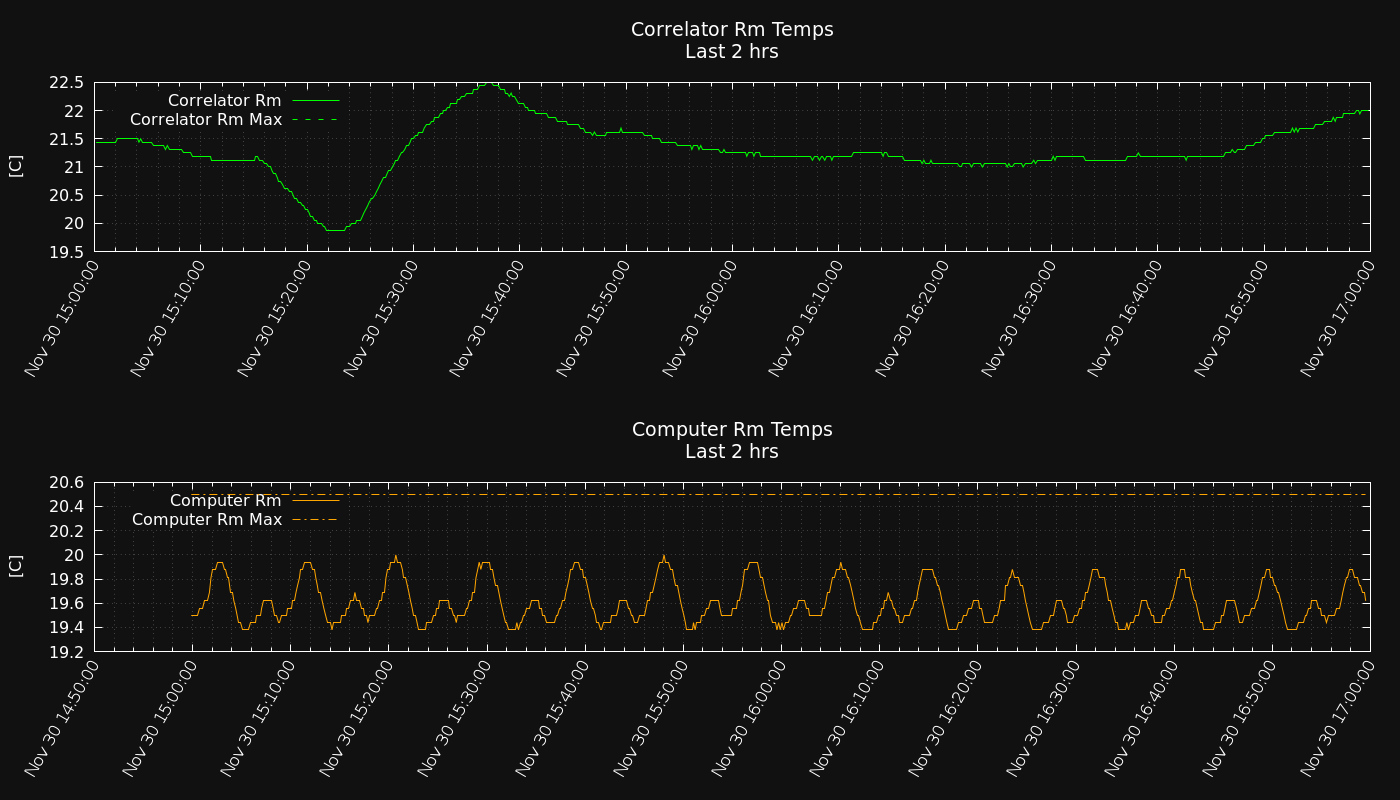 Correlator Rm Temps
Last 2 hrs
22.5
22
21.5
21
20.5
20
19.5
[C]
Correlator Rm
Correlator Rm Max
Nov 30 15:00:00
Nov 30 15:10:00
Nov 30 15:20:00
Nov 30 15:30:00
Nov 30 15:40:00
Nov 30 15:50:00
Nov 30 16:00:00
Nov 30 16:10:00
Nov 30 16:20:00
Nov 30 16:30:00
Nov 30 16:40:00
Nov 30 16:50:00
Nov 30 17:00:00
Computer Rm Temps
Last 2 hrs
20.6
20.4
20.2
20
19.8
19.6
19.4
19.2
[C]
Computer Rm
Computer Rm Max
Nov 30 14:50:00
Nov 30 15:00:00
Nov 30 15:10:00
Nov 30 15:20:00
Nov 30 15:30:00
Nov 30 15:40:00
Nov 30 15:50:00
Nov 30 16:00:00
Nov 30 16:10:00
Nov 30 16:20:00
Nov 30 16:30:00
Nov 30 16:40:00
Nov 30 16:50:00
Nov 30 17:00:00